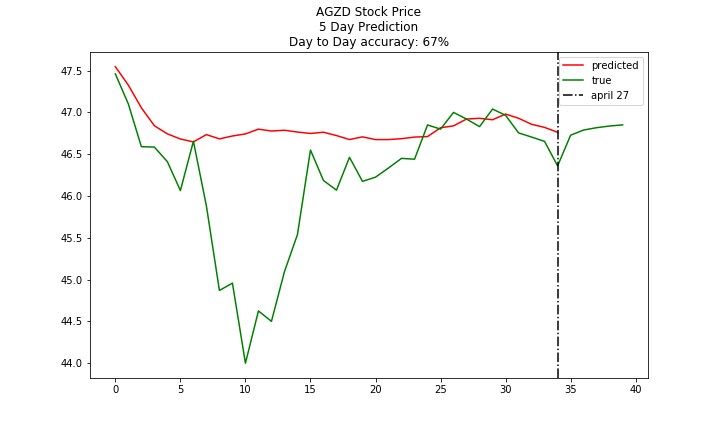 AGZD Stock Price
5 Day Prediction
Day to Day accuracy: 67%
predicted
true
april 27
47.5
47.0
46.5
46.0
45.5
45.0
44.5
44.0
0 5 10 15 20 25 30 35 40